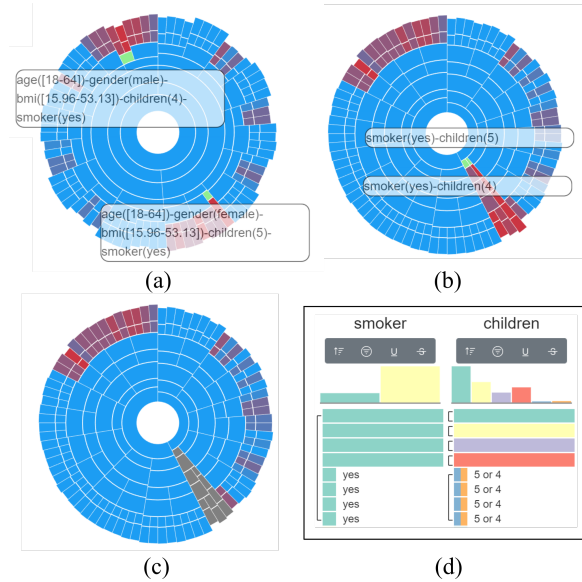 age([18-64])-gender(male)-
bmi([15.96-53.13])-children(4)-
smoker(yes)
age([18-64])-gender(female)-
bmi([15.96-53.13])-children(5)-
smoker(yes)
(a)
smoker(yes)-children(5)
smoker(yes)-children(4)
(b)
(c)
smoker children
U S U S
yes 5 or 4
yes 5 or 4
yes 5 or 4
yes 5 or 4
(d)